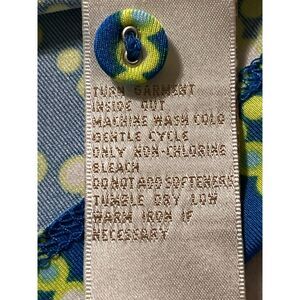 TURN GARMENT
INSIDE OUT
MACHINE WASH COLD
GENTLE CYCLE
ONLY NON-CHLORINE
BLEACH
DO NOT ADD SOFTENERS
TUMBLE DRY LOW
WARM IRON IF
NECESSARY